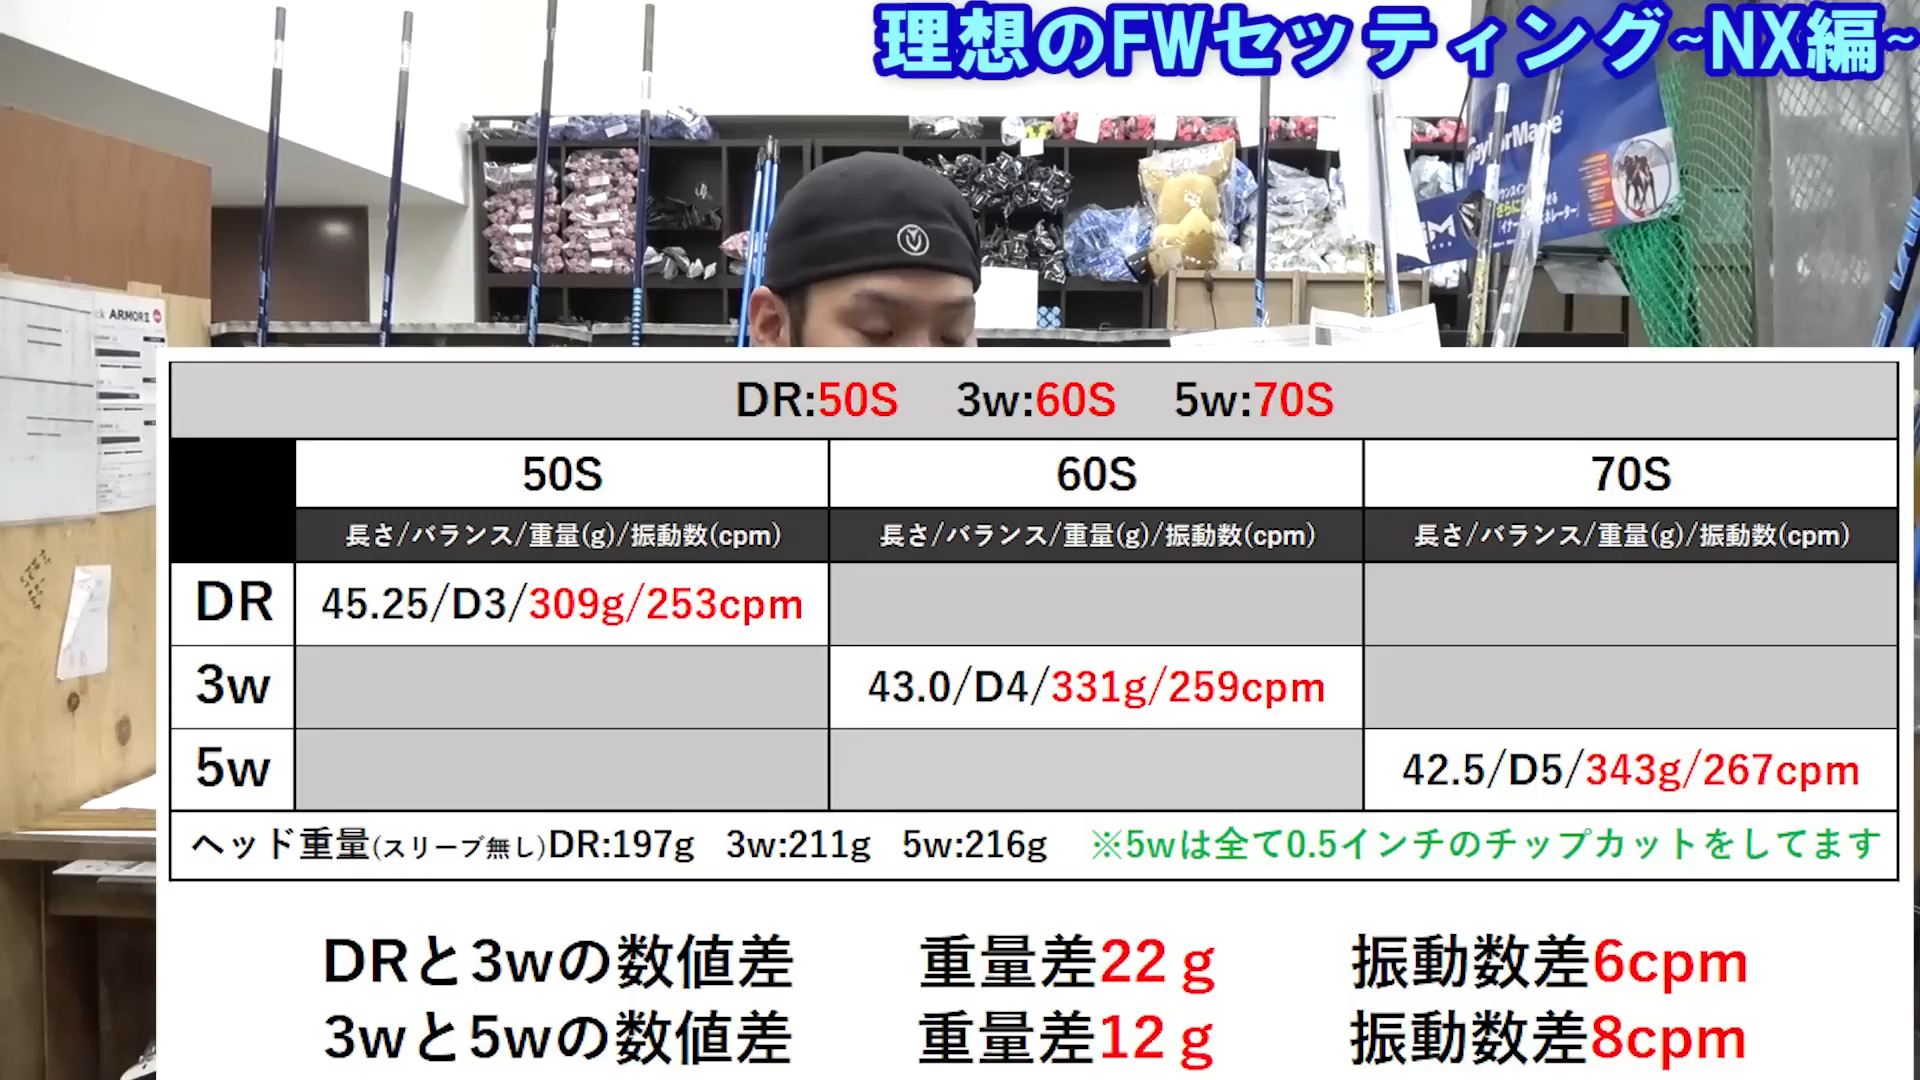 理想のFWセッティング~NX編~
TaylorMade
ARMOR
DR:50S 3w:60S 5w:70S
50S 60S 70S
長さ/バランス/重量(g)/振動数(cpm) 長さ/バランス/重量(g)/振動数(cpm) 長さ/バランス/重量(g)/振動数(cpm)
DR 45.25/D3/309g/253cpm
3w 43.0/D4/331g/259cpm
5w 42.5/D5/343g/267cpm
ヘッド重量(スリーブ無し)DR:197g 3w:211g 5w:216g ※5wは全て0.5インチのチップカットをしてます
DRと3wの数値差 重量差22g 振動数差6cpm
3wと5wの数値差 重量差12g 振動数差8cpm